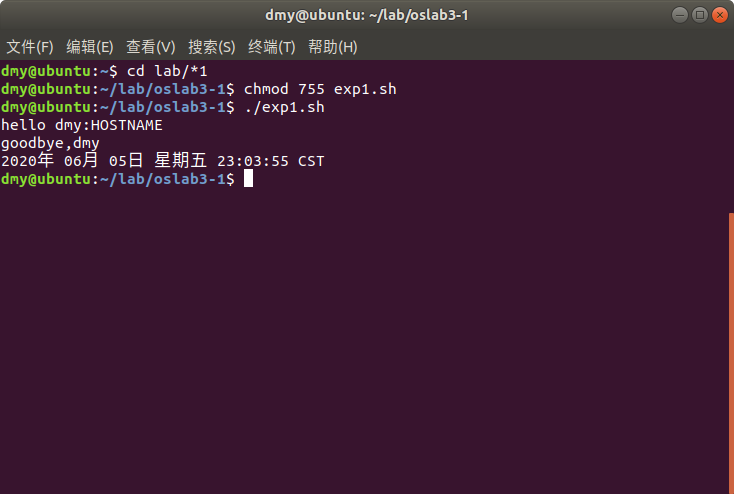 dmy@ubuntu: ~/lab/oslab3-1
文件(F) 编辑(E) 查看(V) 搜索(S) 终端(T) 帮助(H)
dmy@ubuntu:~$ cd lab/*1
dmy@ubuntu:~/lab/oslab3-1$ chmod 755 exp1.sh
dmy@ubuntu:~/lab/oslab3-1$ ./exp1.sh
hello dmy:HOSTNAME
goodbye,dmy
2020年 06月 05日 星期五 23:03:55 CST
dmy@ubuntu:~/lab/oslab3-1$